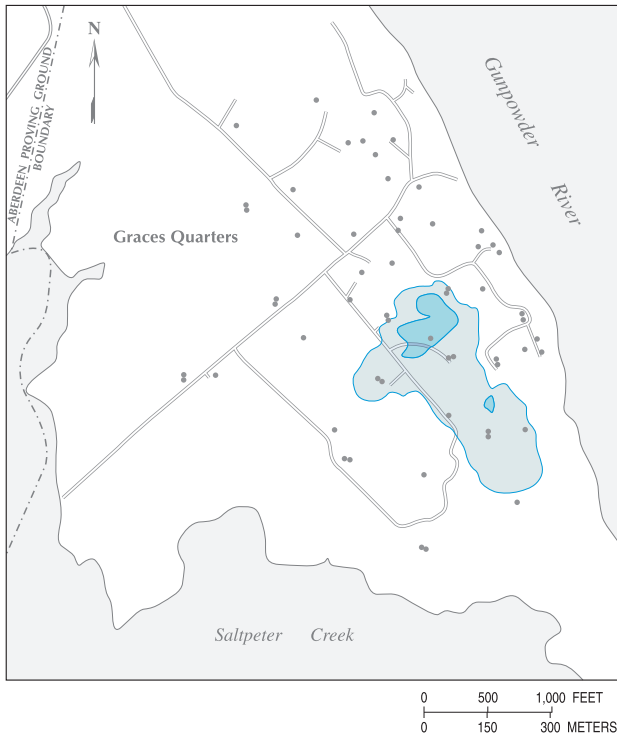 N
ABERDEEN PROVING GROUND
BOUNDARY
Gunpowder
River
Graces Quarters
Saltpeter Creek
0 500 1,000 FEET
0 150 300 METERS